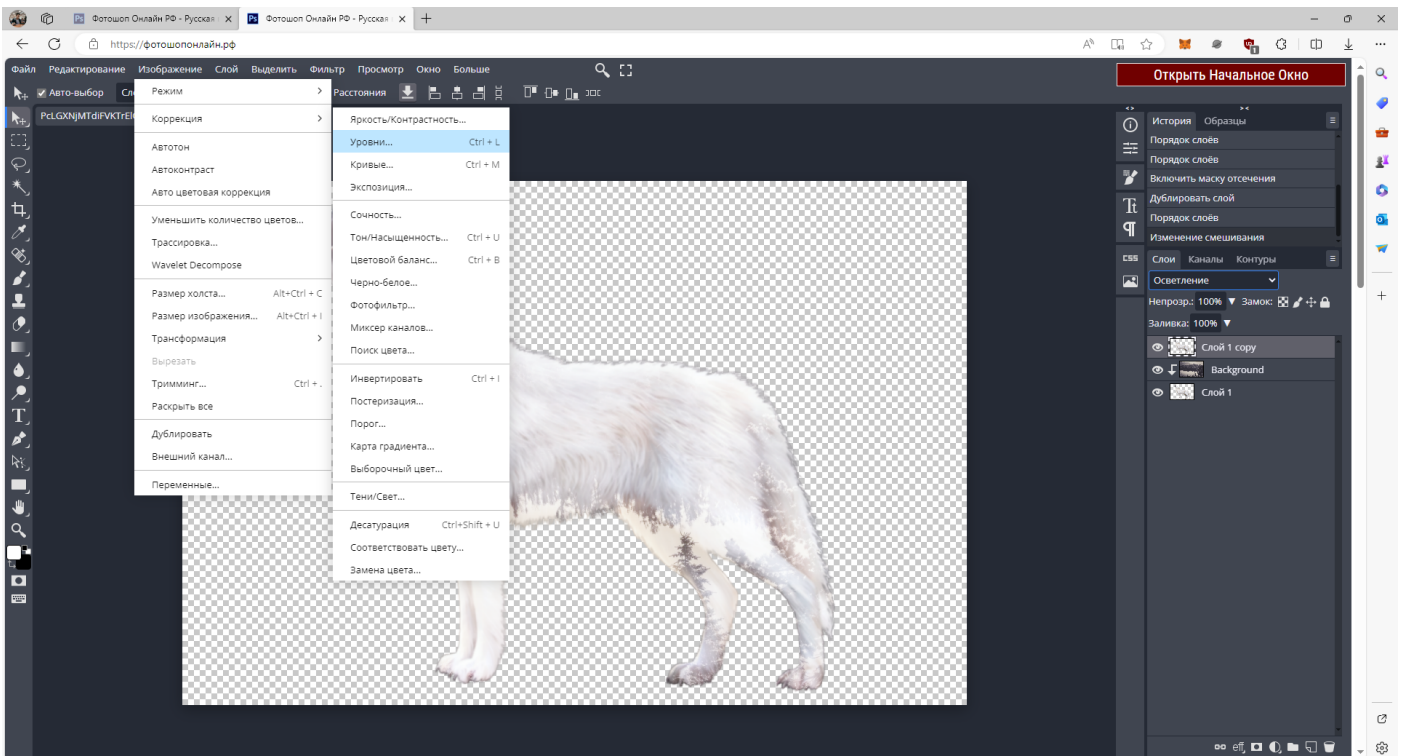 Фотошоп Онлайн РФ - Русская
Фотошоп Онлайн РФ - Русская
https://фотошопонлайн.рф
Файл Редактирование Изображение Слой Выделить Фильтр Просмотр Окно Больше
Открыть Начальное Окно
Авто-выбор
Расстояния
Режим
Коррекция
Автотон
Автоконтраст
Авто цветовая коррекция
Уменьшить количество цветов...
Трассировка...
Wavelet Decompose
Размер холста... Alt+Ctrl + C
Размер изображения... Alt+Ctrl + I
Трансформация
Вырезать
Тримминг... Ctrl + .
Раскрыть все
Дублировать
Внешний канал...
Переменные...
Яркость/Контрастность...
Уровни... Ctrl + L
Кривые... Ctrl + M
Экспозиция...
Сочность...
Тон/Насыщенность... Ctrl + U
Цветовой баланс... Ctrl + B
Черно-белое...
Фотофильтр...
Миксер каналов...
Поиск цвета...
Инвертировать Ctrl + I
Постеризация...
Порог...
Карта градиента...
Выборочный цвет...
Тени/Свет...
Десатурация Ctrl+Shift + U
Соответствовать цвету...
Замена цвета...
История Образцы
Порядок слоёв
Порядок слоёв
Включить маску отсечения
Дублировать слой
Порядок слоёв
Изменение смешивания
CSS
Слои Каналы Контуры
Осветление
Непрозр.: 100% Замок:
Заливка: 100%
Слой 1 copy
Background
Слой 1
eff